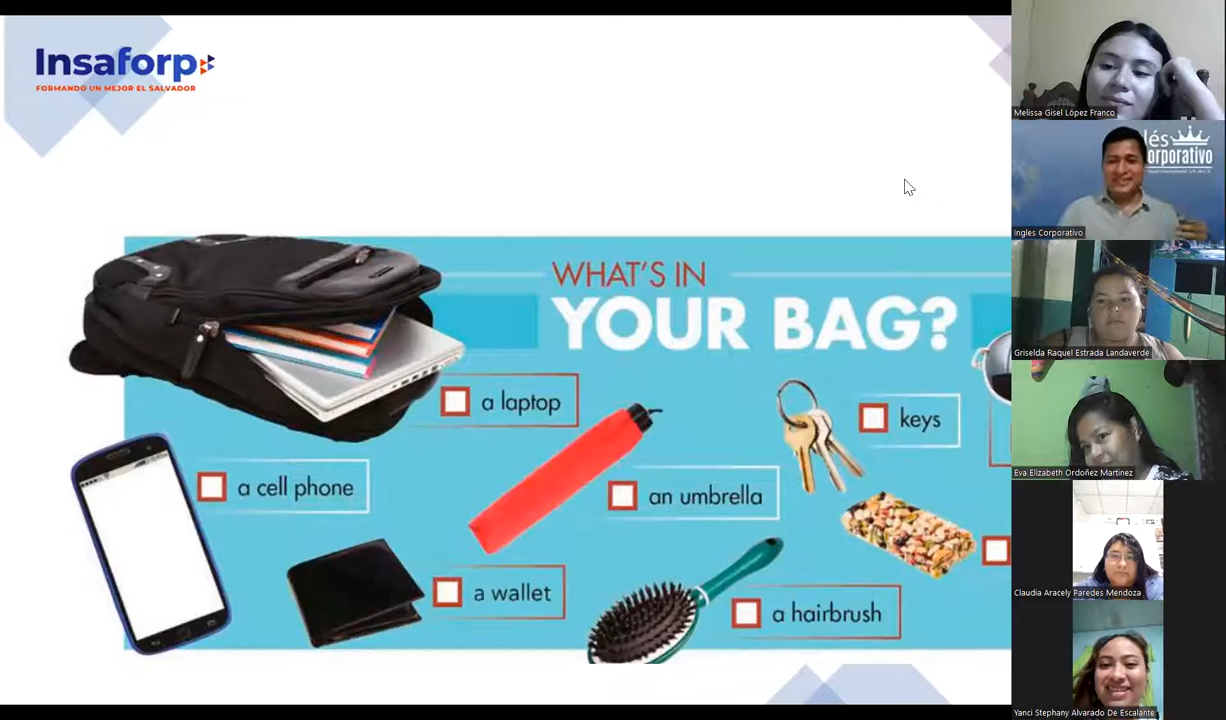 Insaforp
FORMANDO UN MEJOR EL SALVADOR
WHAT'S IN
YOUR BAG?
a laptop
keys
a cell phone
an umbrella
a wallet
a hairbrush
Melissa Gisel López Franco
lés
orporativo
Ingles Corporativo
Griselda Raquel Estrada Landaverde
Eva Elizabeth Ordoñez Martinez
Claudia Aracely Paredes Mendoza
Yanci Stephany Alvarado De Escalante